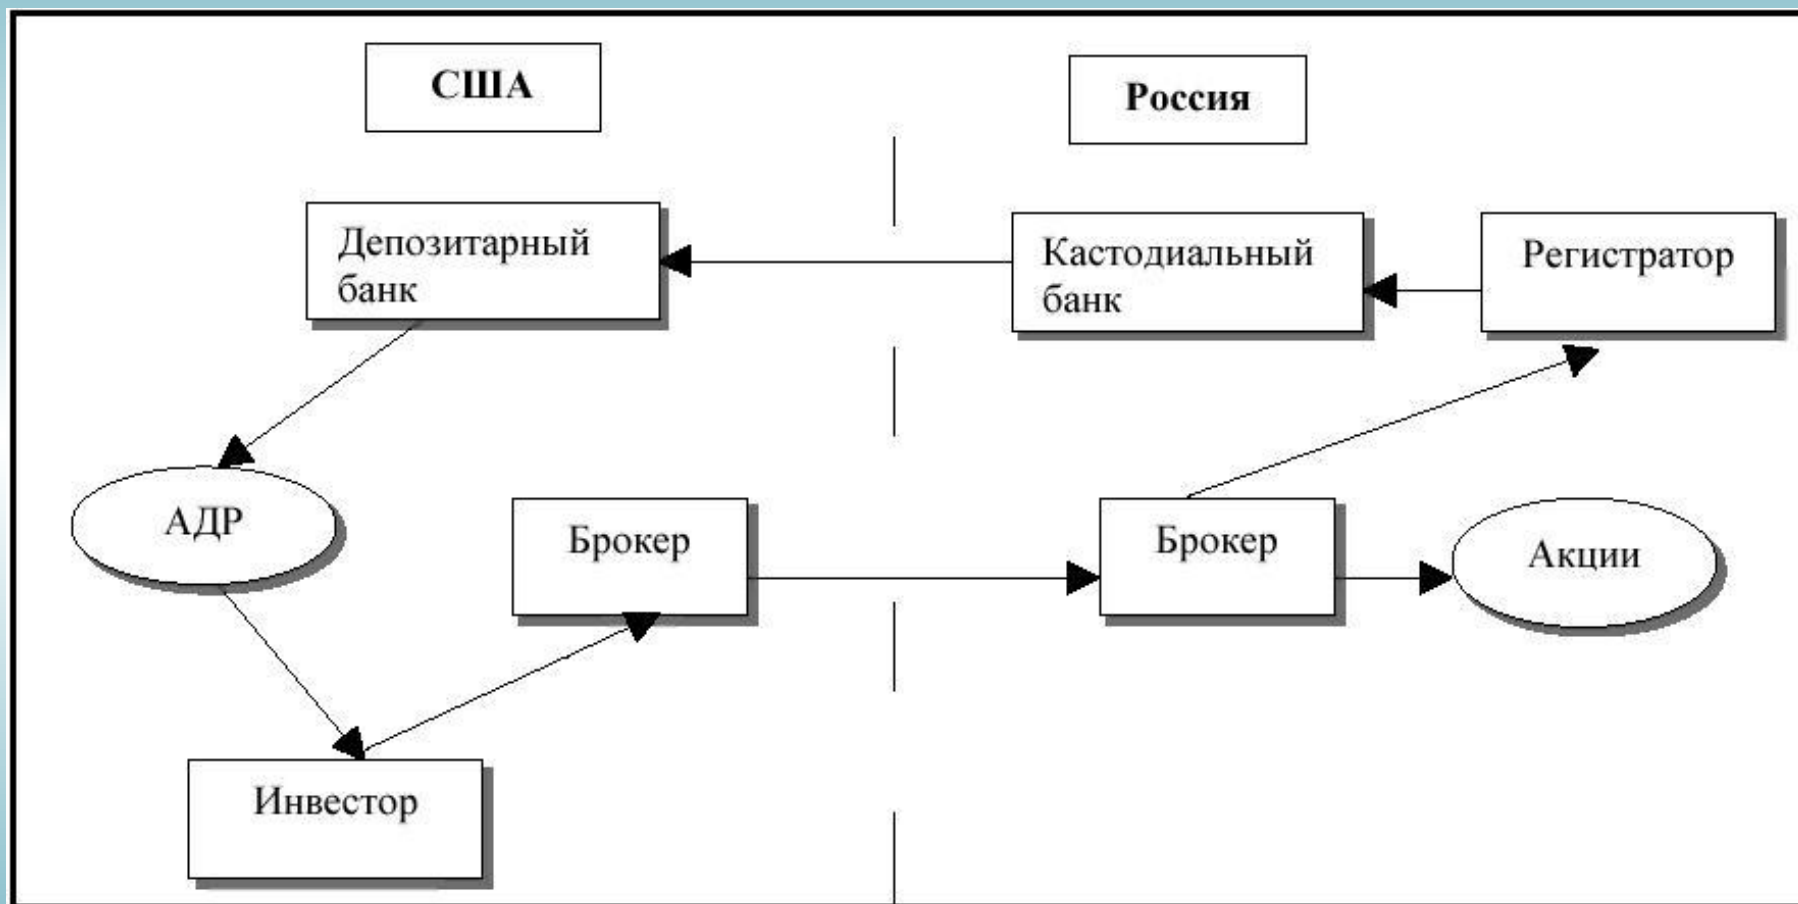 США
Россия
Депозитарный
банк
Кастодиальный
банк
Регистратор
АДР
Брокер
Брокер
Акции
Инвестор